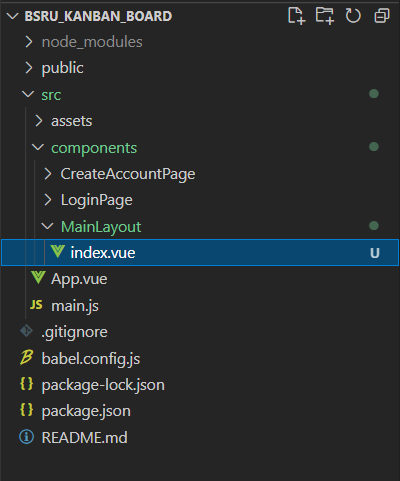 BSRU_KANBAN_BOARD
node_modules
public
src
assets
components
CreateAccountPage
LoginPage
MainLayout
index.vue U
App.vue
JS main.js
.gitignore
babel.config.js
{ } package-lock.json
{ } package.json
README.md